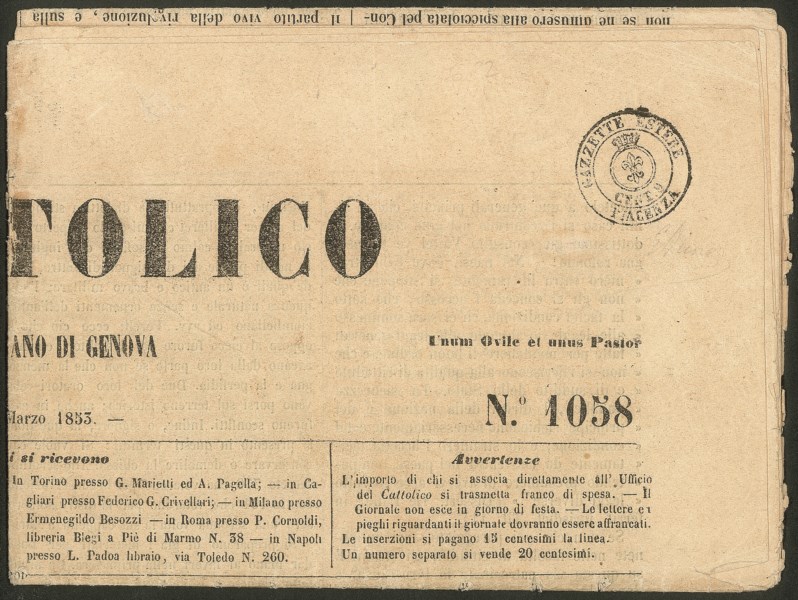 non se ne diffusero alla spicciolata pel Con- | il partito vivo della rivoluzione, e sulla
GAZZETTE ESTERE
CENT. 9
PIACENZA
TOLICO
ANO DI GENOVA
Unum Ovile et unus Pastor
Marzo 1853. —
N.º 1058
i si ricevono
In Torino presso G. Marietti ed A. Pagella; — in Ca-
gliari presso Federico G. Crivellari; — in Milano presso
Ermenegildo Besozzi — in Roma presso P. Cornoldi,
libreria Blegi a Piè di Marmo N. 38 — in Napoli
presso L. Padoa libraio, via Toledo N. 260.
Avvertenze
L'importo di chi si associa direttamente all' Ufficio
del Cattolico si trasmetta franco di spesa. — Il
Giornale non esce in giorno di festa. — Le lettere e i
pieghi riguardanti il giornale dovranno essere affrancati.
Le inserzioni si pagano 15 centesimi la linea.
Un numero separato si vende 20 centesimi.